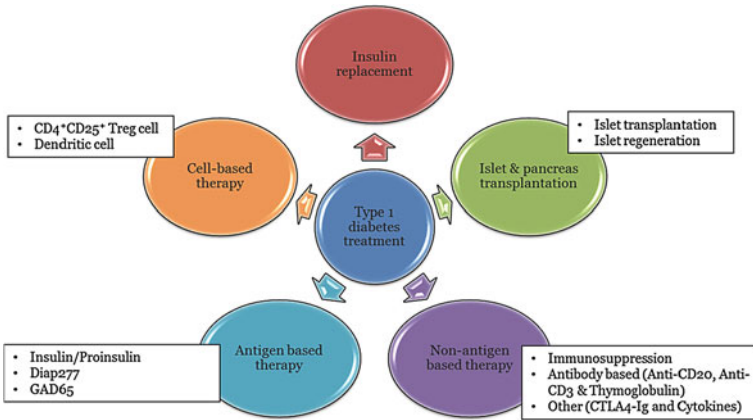 Insulin
replacement
• CD4⁺CD25⁺ Treg cell
• Dendritic cell
• Islet transplantation
• Islet regeneration
Cell-based
therapy
Islet & pancreas
transplantation
Type 1
diabetes
treatment
• Insulin/Proinsulin
• Diap277
• GAD65
Antigen based
therapy
Non-antigen
based therapy
• Immunosuppression
• Antibody based (Anti-CD20, Anti-
CD3 & Thymoglobulin)
• Other (CTLA4-Ig and Cytokines)